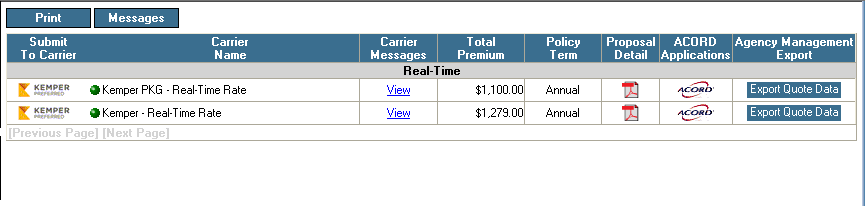 Print Messages
Submit To Carrier Carrier Name Carrier Messages Total Premium Policy Term Proposal Detail ACORD Applications Agency Management Export
Real-Time
KEMPER PREFERRED Kemper PKG - Real-Time Rate View $1,100.00 Annual ACORD Export Quote Data
KEMPER PREFERRED Kemper - Real-Time Rate View $1,279.00 Annual ACORD Export Quote Data
[Previous Page] [Next Page]